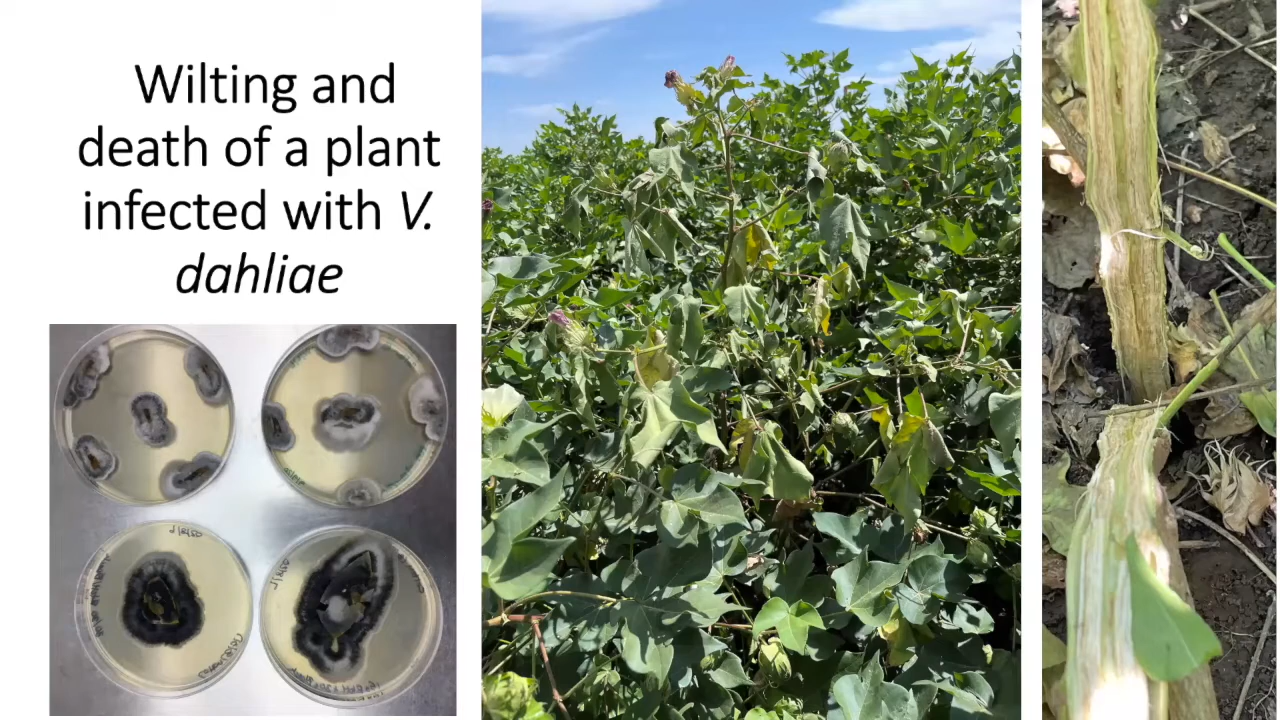 Wilting and
death of a plant
infected with V.
dahliae